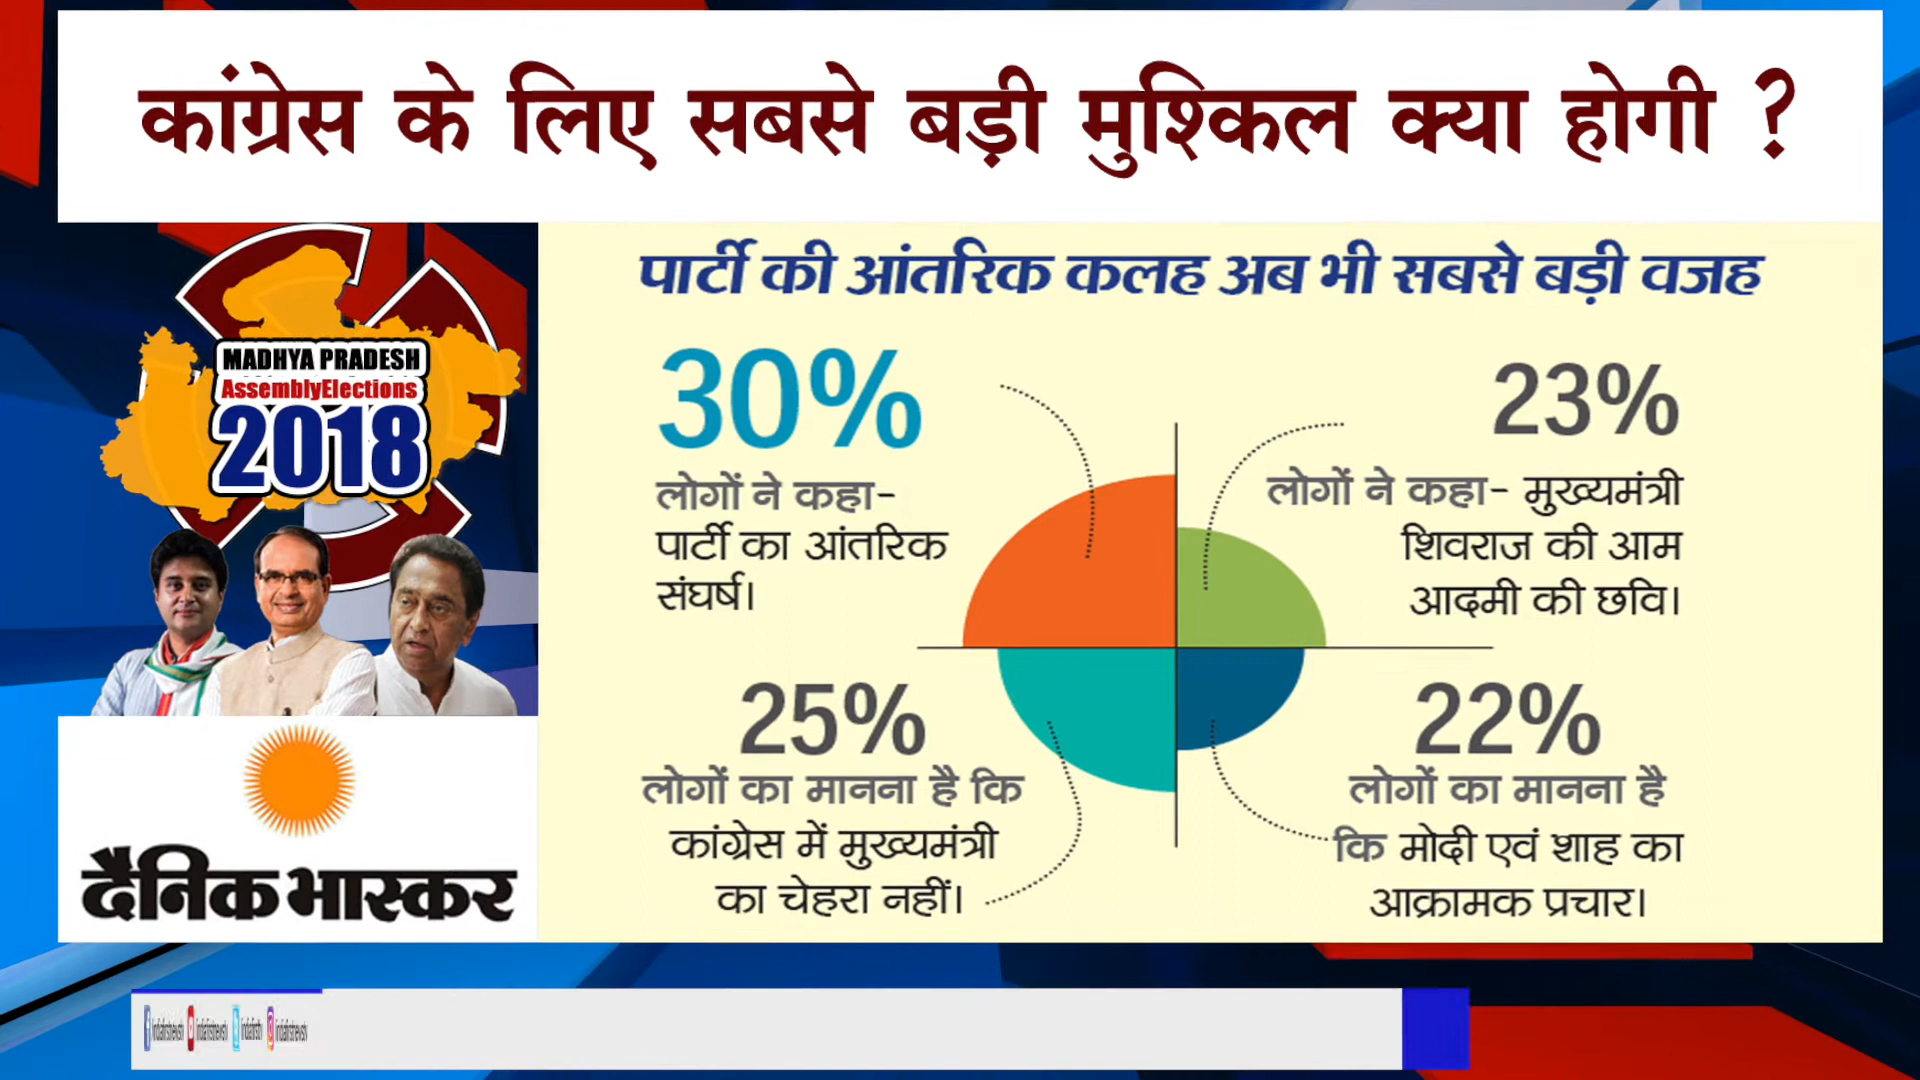 कांग्रेस के लिए सबसे बड़ी मुश्किल क्या होगी ?
MADHYA PRADESH
AssemblyElections
2018
दैनिक भास्कर
पार्टी की आंतरिक कलह अब भी सबसे बड़ी वजह
30%
लोगों ने कहा-
पार्टी का आंतरिक
संघर्ष।
23%
लोगों ने कहा- मुख्यमंत्री
शिवराज की आम
आदमी की छवि।
25%
लोगों का मानना है कि
कांग्रेस में मुख्यमंत्री
का चेहरा नहीं।
22%
लोगों का मानना है
कि मोदी एवं शाह का
आक्रामक प्रचार।